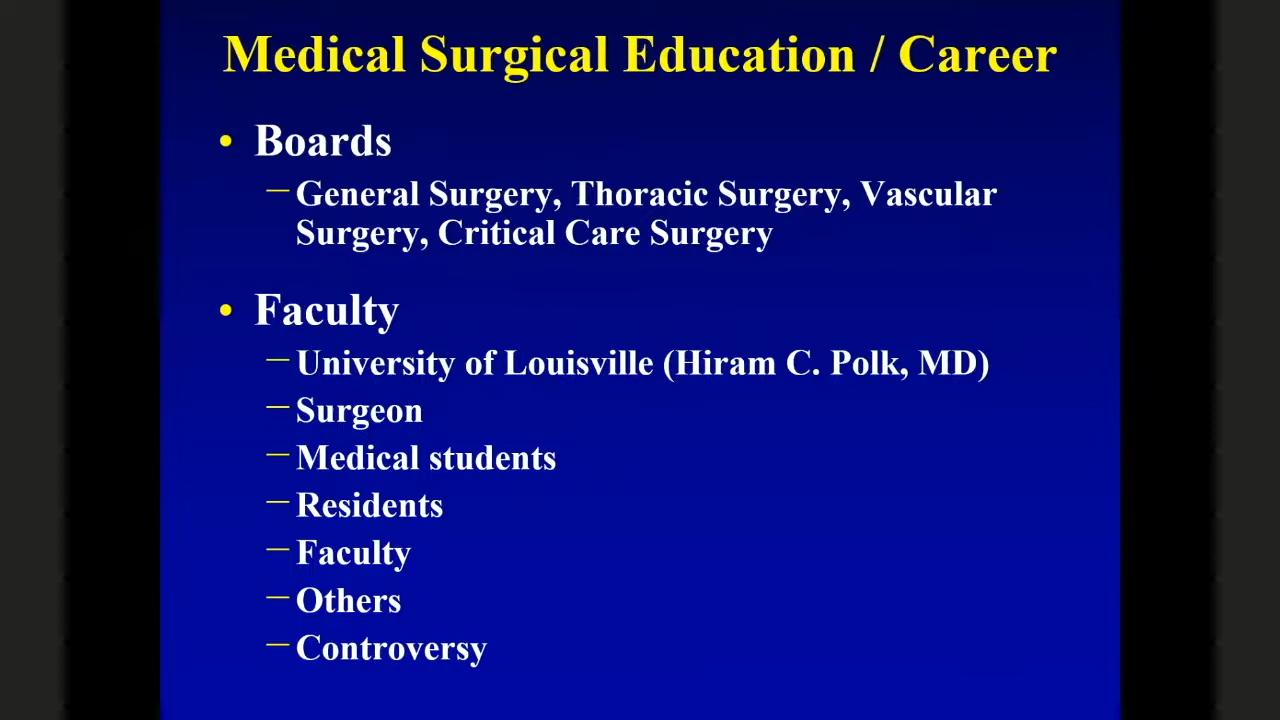 Medical Surgical Education / Career
• Boards
– General Surgery, Thoracic Surgery, Vascular
Surgery, Critical Care Surgery
• Faculty
– University of Louisville (Hiram C. Polk, MD)
– Surgeon
– Medical students
– Residents
– Faculty
– Others
– Controversy